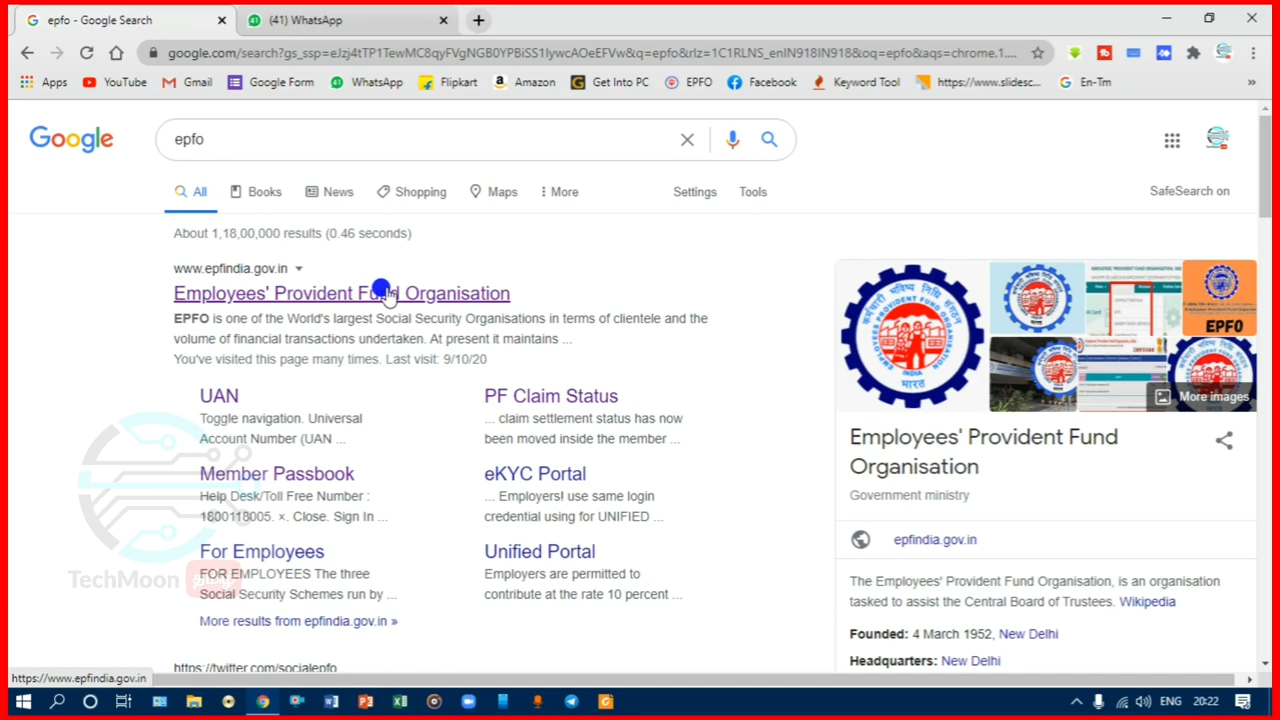 epfo - Google Search
(41) WhatsApp
google.com/search?gs_ssp=eJzj4tTP1TewMC8qyFVgNGB0YPBiSS1IywcAOeEFVw&q=epfo&rlz=1C1RLNS_enIN918IN918&oq=epfo&aqs=chrome.1....
Apps YouTube Gmail Google Form WhatsApp Flipkart Amazon Get Into PC EPFO Facebook Keyword Tool https://www.slidesc... En-Tm »
Google
epfo
All Books News Shopping Maps More Settings Tools
SafeSearch on
About 1,18,00,000 results (0.46 seconds)
www.epfindia.gov.in
Employees' Provident Fund Organisation
EPFO is one of the World's largest Social Security Organisations in terms of clientele and the
volume of financial transactions undertaken. At present it maintains ...
You've visited this page many times. Last visit: 9/10/20
UAN
Toggle navigation. Universal
Account Number (UAN ...
PF Claim Status
... claim settlement status has now
been moved inside the member ...
Member Passbook
Help Desk/Toll Free Number :
1800118005. ×. Close. Sign In ...
eKYC Portal
... Employers! use same login
credential using for UNIFIED ...
For Employees
FOR EMPLOYEES The three
Social Security Schemes run by ...
Unified Portal
Employers are permitted to
contribute at the rate 10 percent ...
More results from epfindia.gov.in »
https://twitter.com/socialepfo
TechMoon
EPFO
More images
Employees' Provident Fund
Organisation
Government ministry
epfindia.gov.in
The Employees' Provident Fund Organisation, is an organisation
tasked to assist the Central Board of Trustees. Wikipedia
Founded: 4 March 1952, New Delhi
Headquarters: New Delhi
https://www.epfindia.gov.in
ENG 20:22